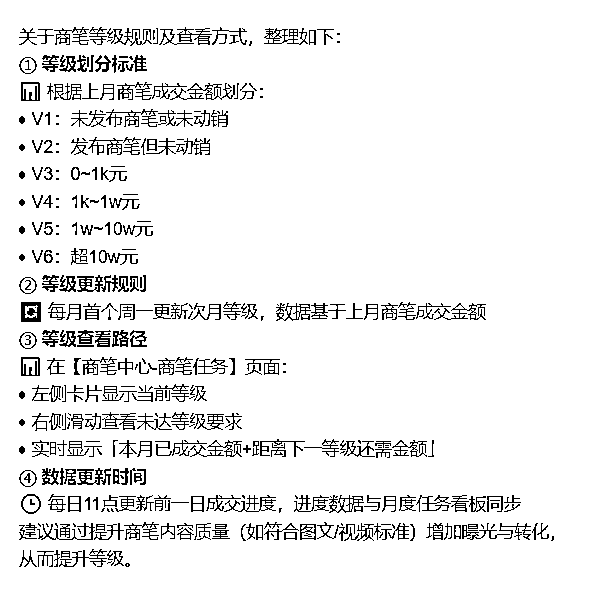 关于商笔等级规则及查看方式，整理如下：
① 等级划分标准
📊 根据上月商笔成交金额划分：
• V1：未发布商笔或未动销
• V2：发布商笔但未动销
• V3：0~1k元
• V4：1k~1w元
• V5：1w~10w元
• V6：超10w元
② 等级更新规则
🔄 每月首个周一更新次月等级，数据基于上月商笔成交金额
③ 等级查看路径
📊 在【商笔中心-商笔任务】页面：
• 左侧卡片显示当前等级
• 右侧滑动查看未达等级要求
• 实时显示「本月已成交金额+距离下一等级还需金额」
④ 数据更新时间
🕒 每日11点更新前一日成交进度，进度数据与月度任务看板同步
建议通过提升商笔内容质量（如符合图文/视频标准）增加曝光与转化，
从而提升等级。